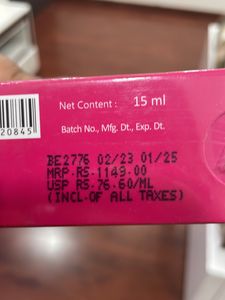 20845
Net Content : 15 ml
Batch No., Mfg. Dt., Exp. Dt.
BE2776 02/23 01/25
MRP.RS.1149.00
USP RS.76.60/ML
(INCL.OF ALL TAXES)